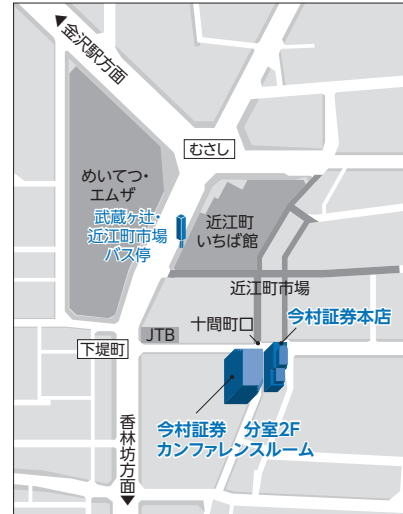 ▲金沢駅方面
むさし
めいてつ・
エムザ
武蔵ヶ辻・
近江町市場
バス停
近江町
いちば館
近江町市場
十間町口
今村証券本店
JTB
下堤町
今村証券　分室2F
カンファレンスルーム
香林坊方面▼